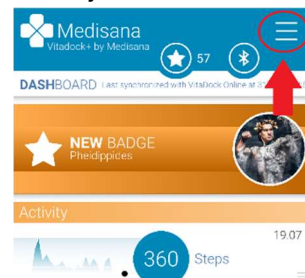 Medisana
Vitadock+ by Medisana
57
DASHBOARD Last synchronized with VitaDock Online at
NEW BADGE
Pheidippides
Activity
19.07
360 Steps